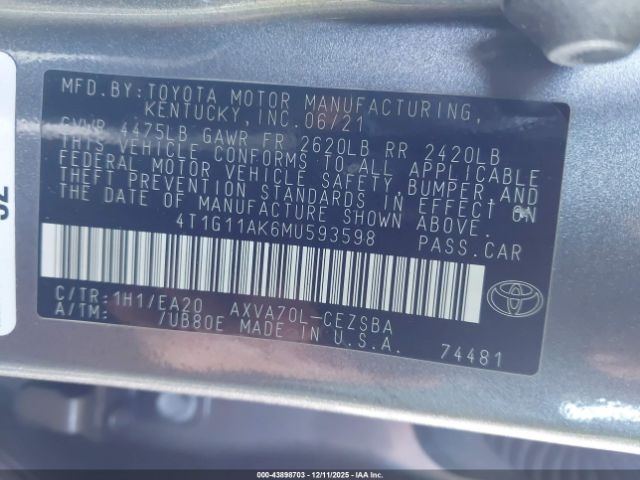 MFD. BY: TOYOTA MOTOR MANUFACTURING,
KENTUCKY, INC. 06/21
GVWR 4475LB GAWR FR 2620LB RR 2420LB
THIS VEHICLE CONFORMS TO ALL APPLICABLE
FEDERAL MOTOR VEHICLE SAFETY, BUMPER, AND
THEFT PREVENTION STANDARDS IN EFFECT ON
THE DATE OF MANUFACTURE SHOWN ABOVE.
4T1G11AK6MU593598 PASS. CAR
C/TR: 1H1/EA20 AXVA70L-CEZSBA
A/TM: /UB80E MADE IN U.S.A.
74481
TOYOTA
000-43898703 - 12/11/2025 - IAA Inc.